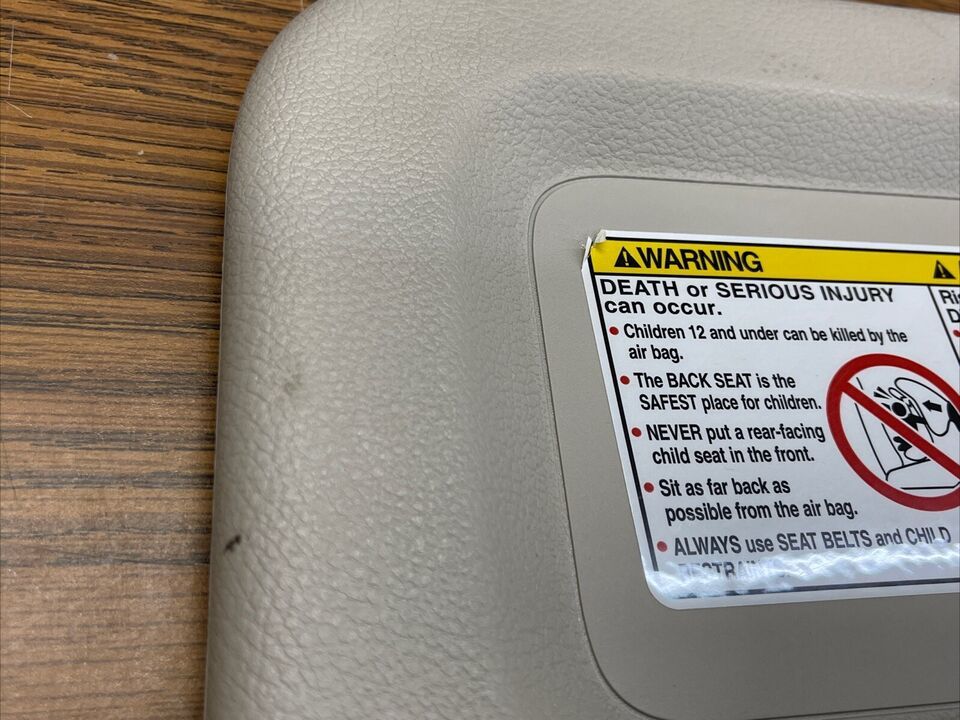 WARNING
DEATH or SERIOUS INJURY
can occur.
• Children 12 and under can be killed by the
air bag.
• The BACK SEAT is the
SAFEST place for children.
• NEVER put a rear-facing
child seat in the front.
• Sit as far back as
possible from the air bag.
• ALWAYS use SEAT BELTS and CHILD